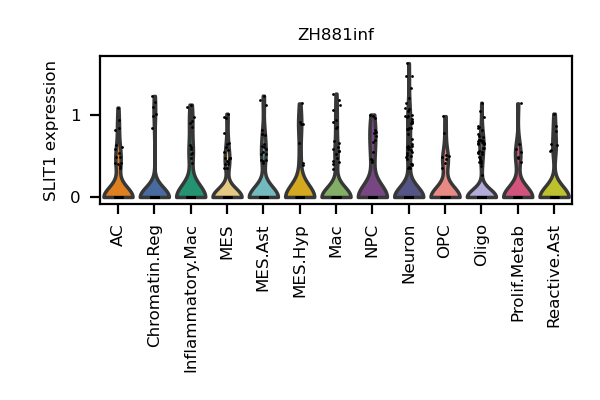 ZH881inf
SLIT1 expression
1
0
AC
Chromatin.Reg
Inflammatory.Mac
MES
MES.Ast
MES.Hyp
Mac
NPC
Neuron
OPC
Oligo
Prolif.Metab
Reactive.Ast